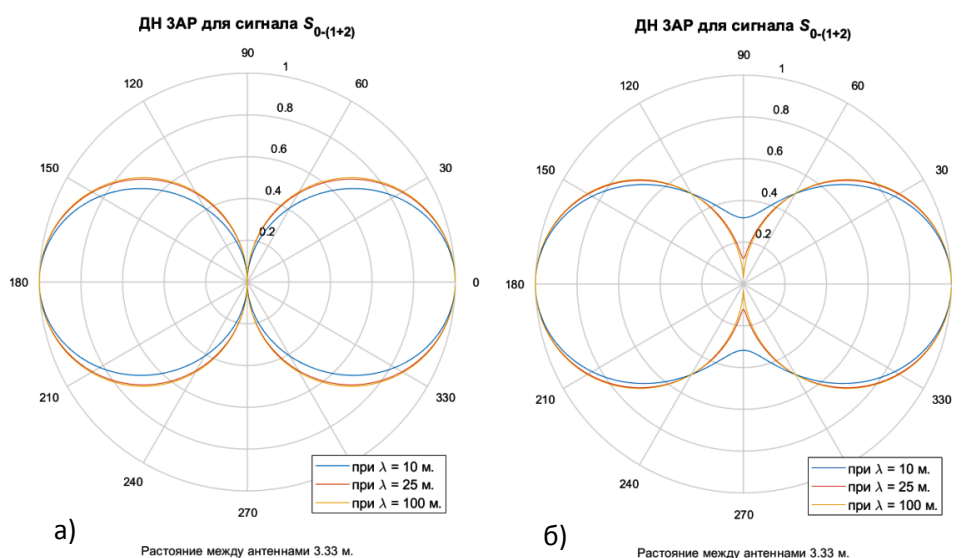 ДН ЗАР для сигнала S0-(1+2)
90
120
60
1
0.8
150
0.6
30
0.4
0.2
180
0
210
330
240
270
при λ = 10 м.
при λ = 25 м.
при λ = 100 м.
а)
Растояние между антеннами 3.33 м.
ДН ЗАР для сигнала S0-(1+2)
90
120
60
1
0.8
150
0.6
30
0.4
0.2
180
210
330
240
270
при λ = 10 м.
при λ = 25 м.
при λ = 100 м.
б)
Растояние между антеннами 3.33 м.